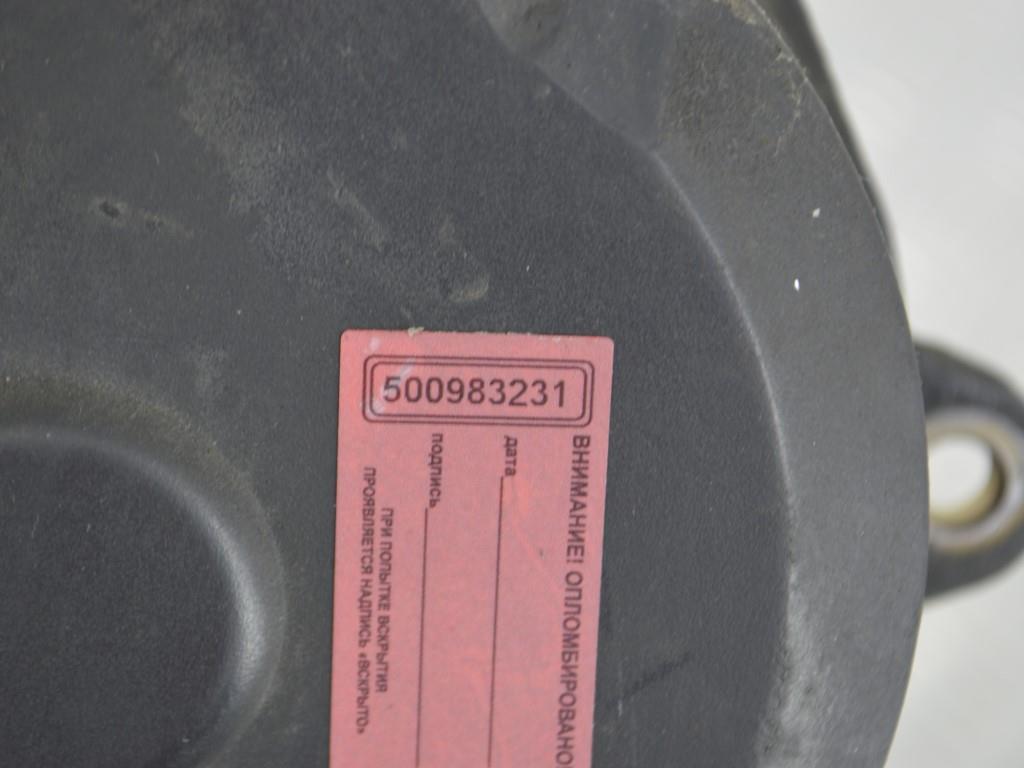 500983231
ВНИМАНИЕ! ОПЛОМБИРОВАНО
дата
подпись
ПРИ ПОПЫТКЕ ВСКРЫТИЯ
ПРОЯВЛЯЕТСЯ НАДПИСЬ «ВСКРЫТО»